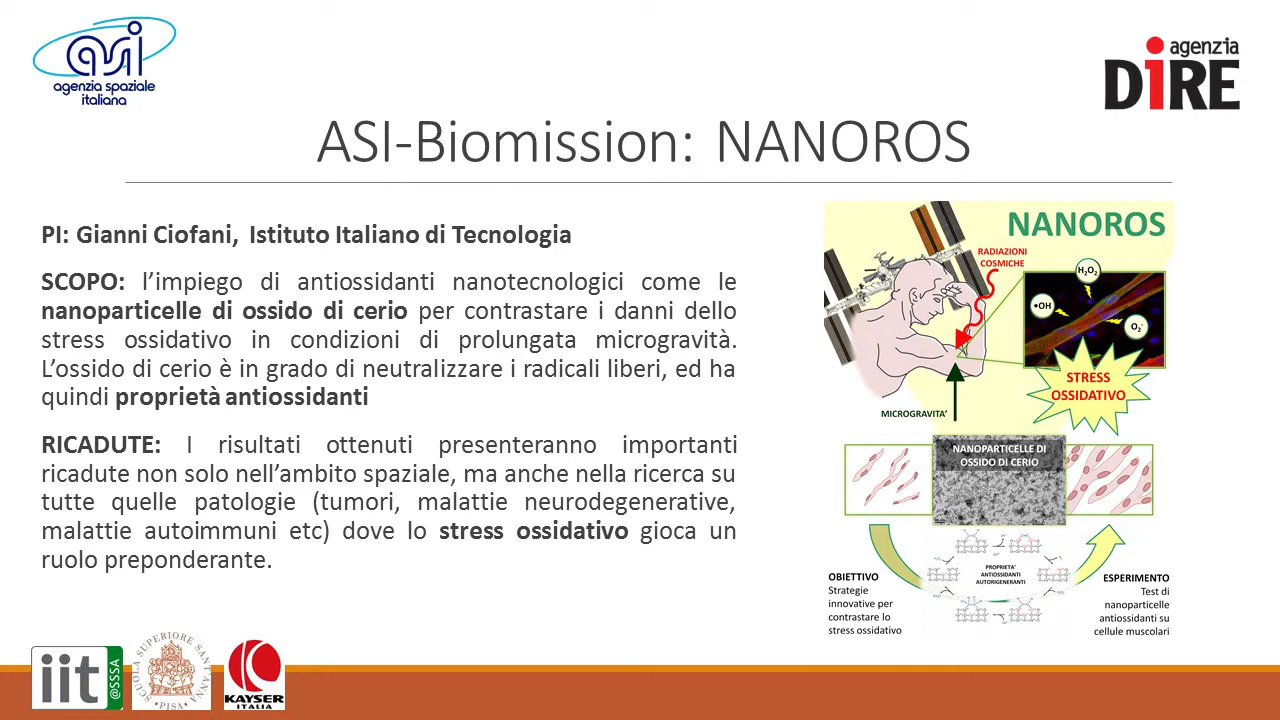 asi
agenzia spaziale
italiana
agenzia
DiRE
ASI-Biomission: NANOROS
PI: Gianni Ciofani, Istituto Italiano di Tecnologia
SCOPO: l’impiego di antiossidanti nanotecnologici come le
nanoparticelle di ossido di cerio per contrastare i danni dello
stress ossidativo in condizioni di prolungata microgravità.
L’ossido di cerio è in grado di neutralizzare i radicali liberi, ed ha
quindi proprietà antiossidanti
RICADUTE: I risultati ottenuti presenteranno importanti
ricadute non solo nell’ambito spaziale, ma anche nella ricerca su
tutte quelle patologie (tumori, malattie neurodegenerative,
malattie autoimmuni etc) dove lo stress ossidativo gioca un
ruolo preponderante.
NANOROS
RADIAZIONI
COSMICHE
H₂O₂
•OH
O₂⁻
STRESS
OSSIDATIVO
MICROGRAVITA’
NANOPARTICELLE DI
OSSIDO DI CERIO
PROPRIETA’
ANTIOSSIDANTI
AUTORIGENERANTI
OBIETTIVO
Strategie
innovative per
contrastare lo
stress ossidativo
ESPERIMENTO
Test di
nanoparticelle
antiossidanti su
cellule muscolari
iit
@SSSA
SCUOLA SUPERIORE SANT'ANNA
PISA
KAYSER
ITALIA